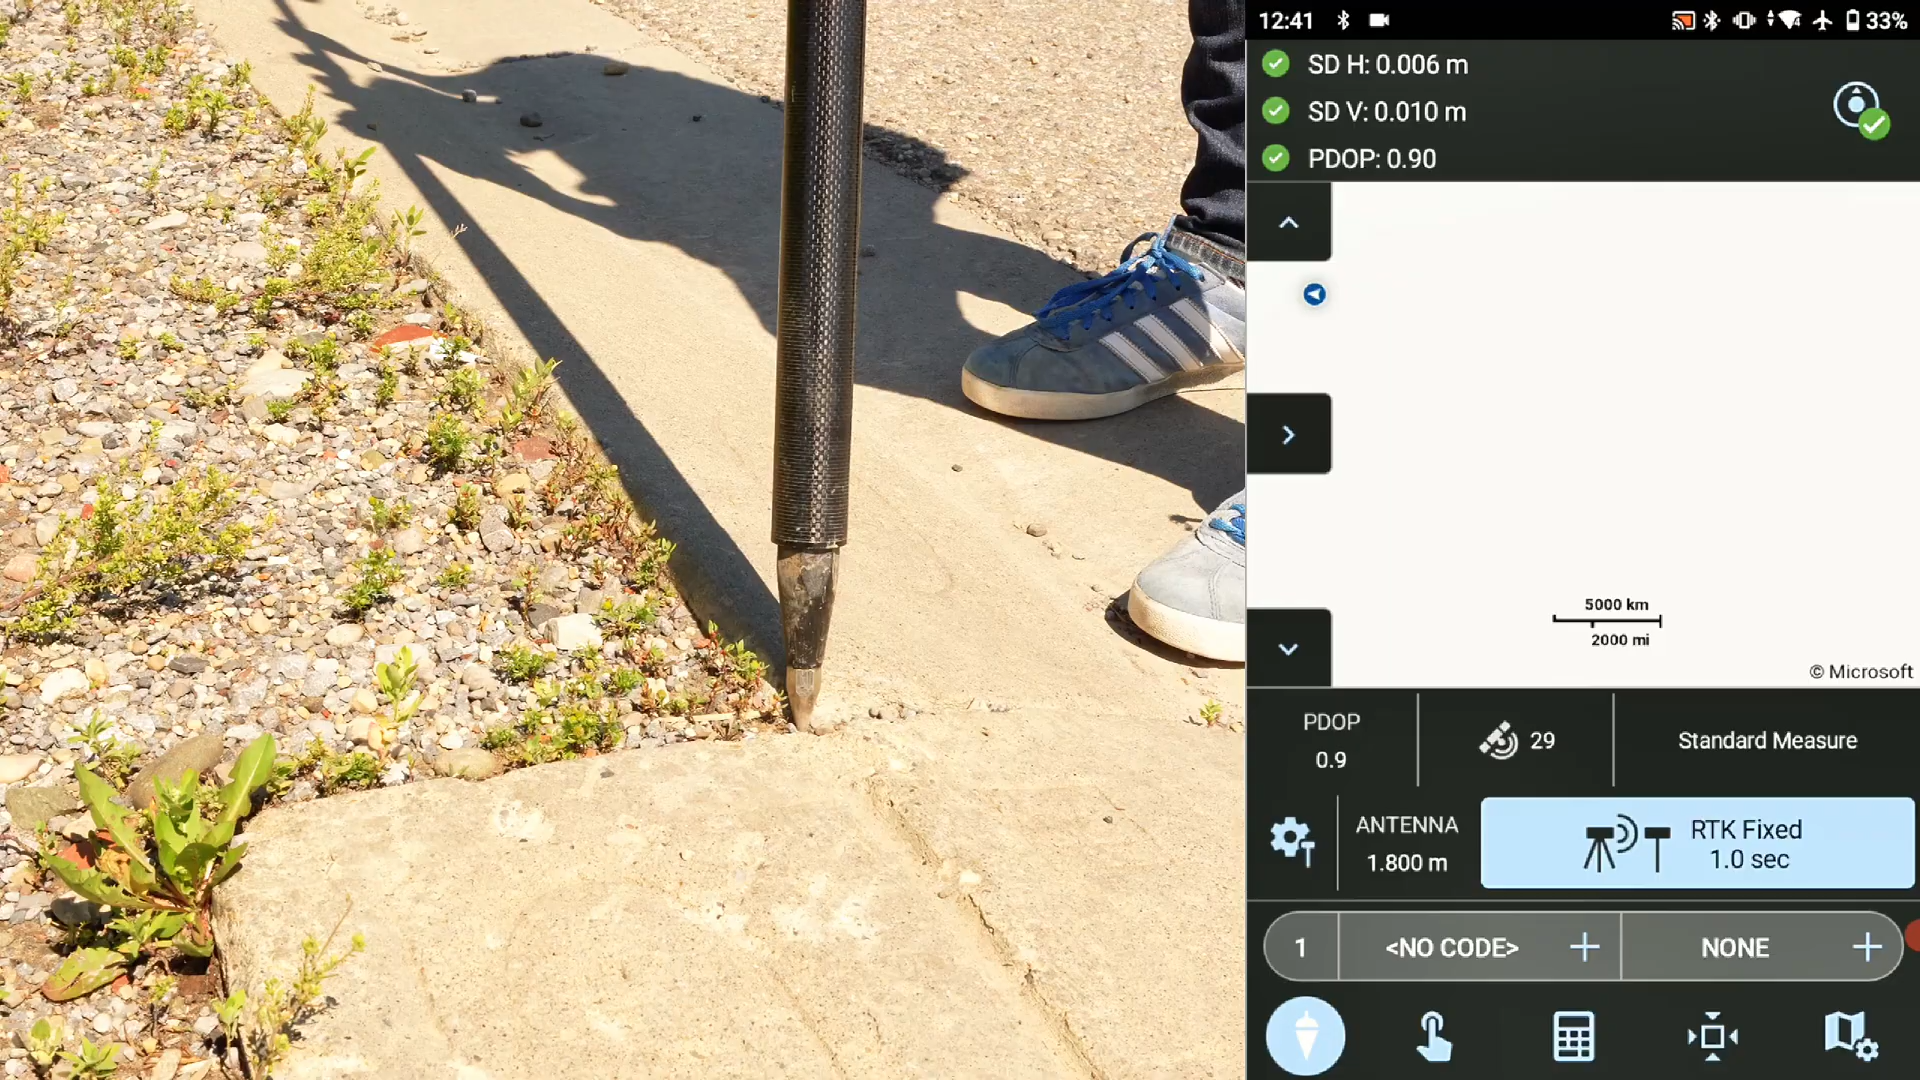 12:41
33%
SD H: 0.006 m
SD V: 0.010 m
PDOP: 0.90
5000 km
2000 mi
© Microsoft
PDOP
0.9
29
Standard Measure
ANTENNA
1.800 m
RTK Fixed
1.0 sec
1
<NO CODE>
NONE